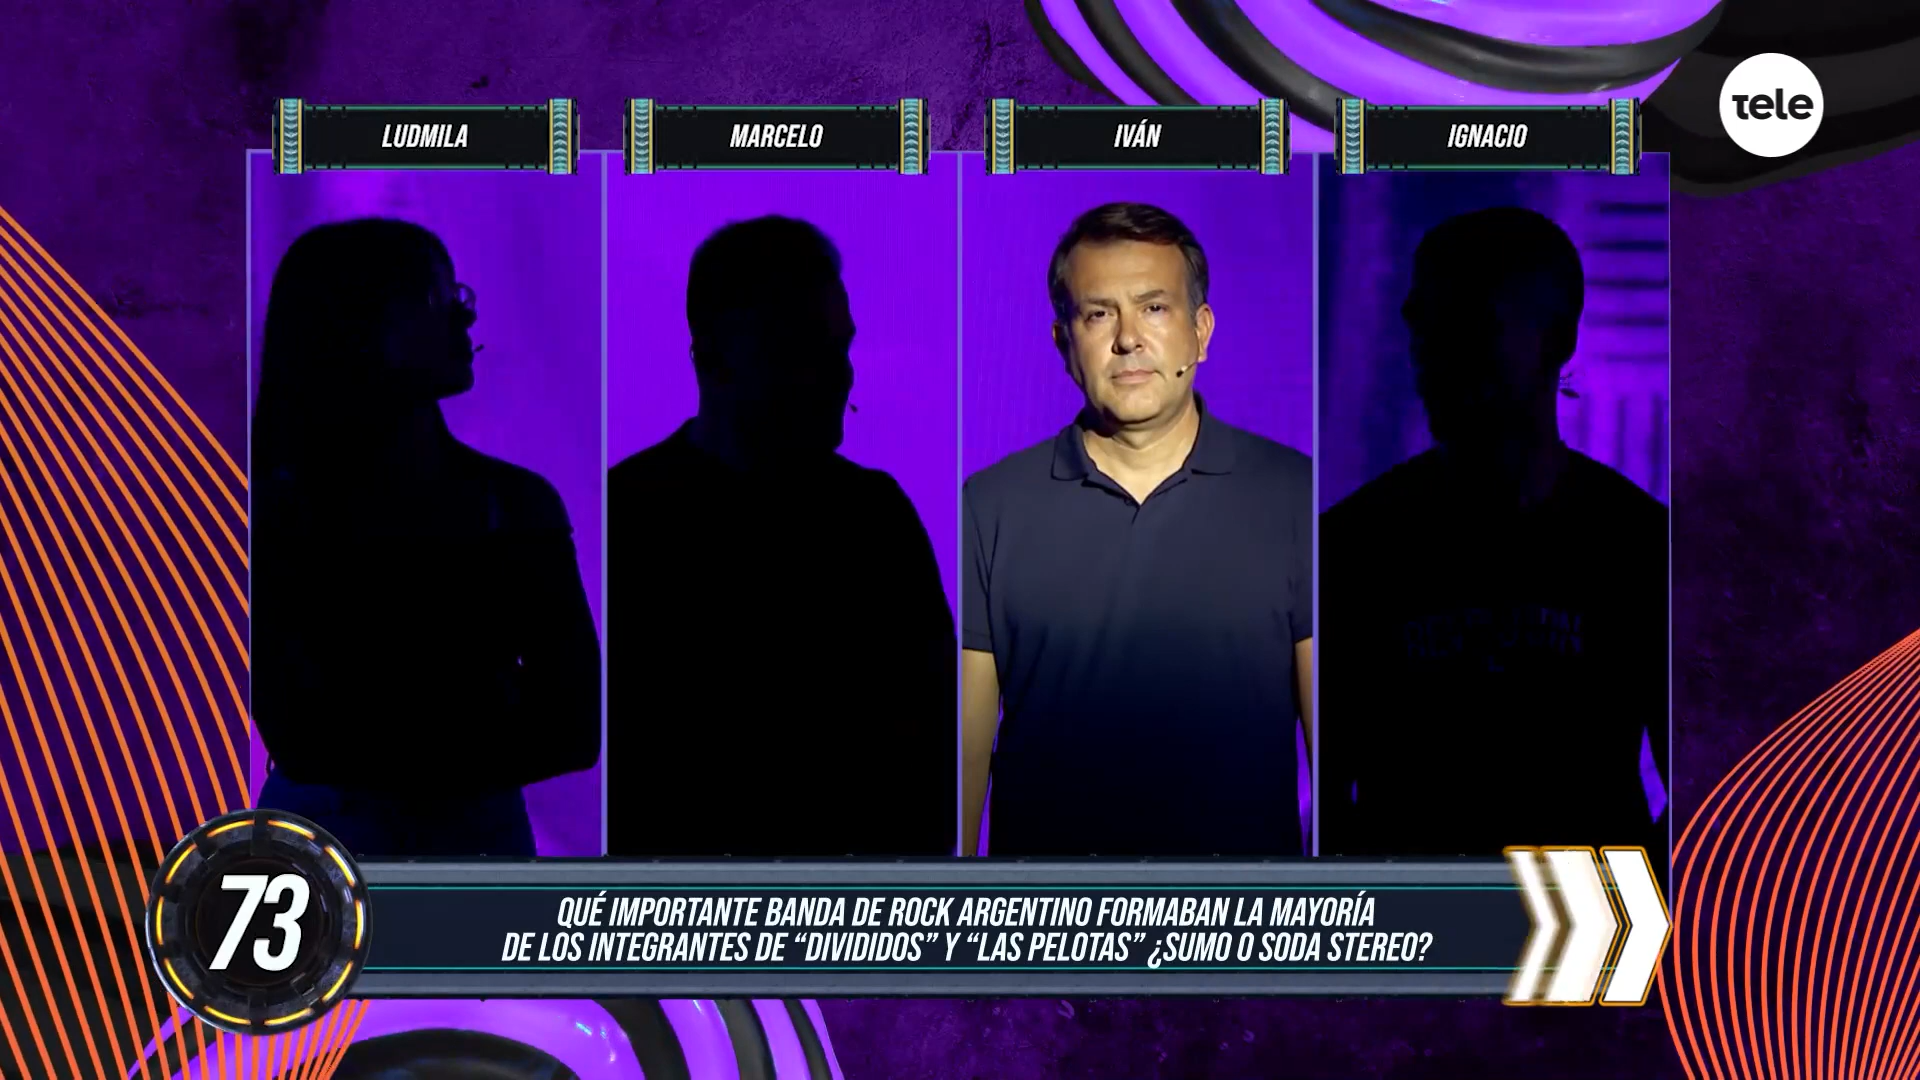 LUDMILA
MARCELO
IVÁN
IGNACIO
tele
73
QUÉ IMPORTANTE BANDA DE ROCK ARGENTINO FORMABAN LA MAYORÍA
DE LOS INTEGRANTES DE “DIVIDIDOS” Y “LAS PELOTAS” ¿SUMO O SODA STEREO?